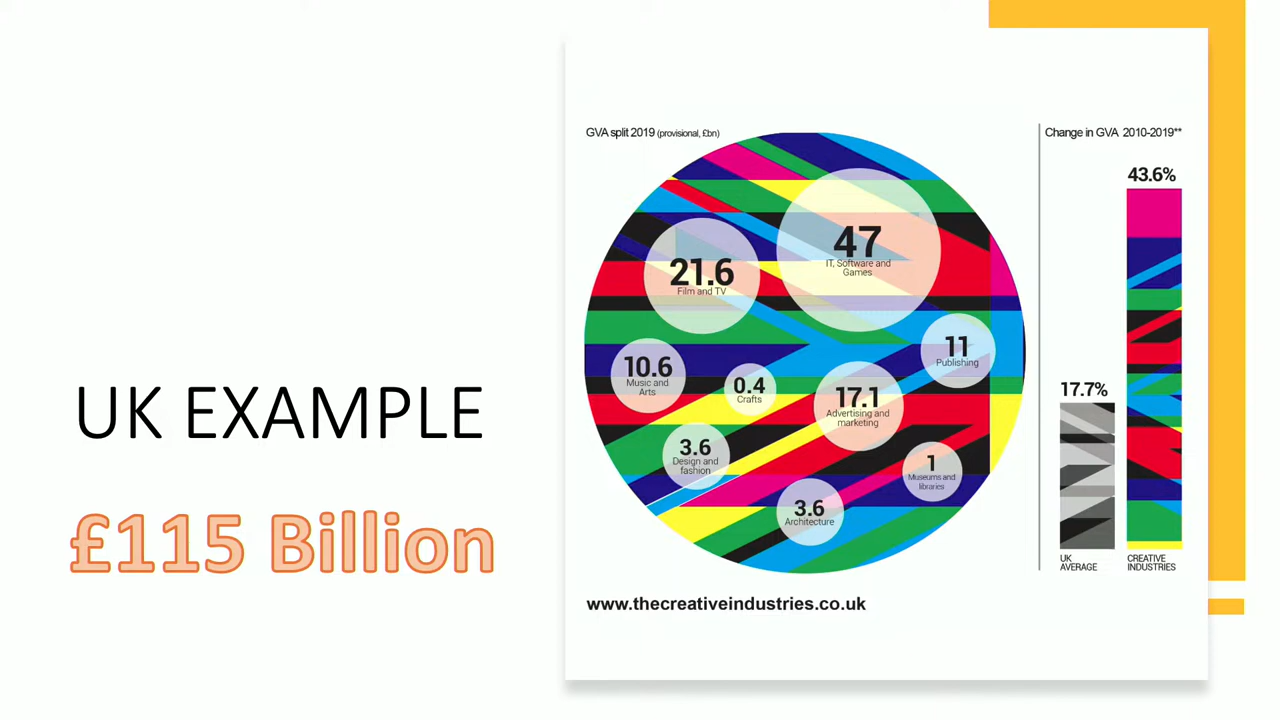 UK EXAMPLE
£115 Billion
GVA split 2019 (provisional, £bn)
47
IT, Software and
Games
21.6
Film and TV
11
Publishing
10.6
Music and
Arts
0.4
Crafts
17.1
Advertising and
marketing
3.6
Design and
fashion
1
Museums and
libraries
3.6
Architecture
www.thecreativeindustries.co.uk
Change in GVA 2010-2019**
43.6%
17.7%
UK
AVERAGE
CREATIVE
INDUSTRIES